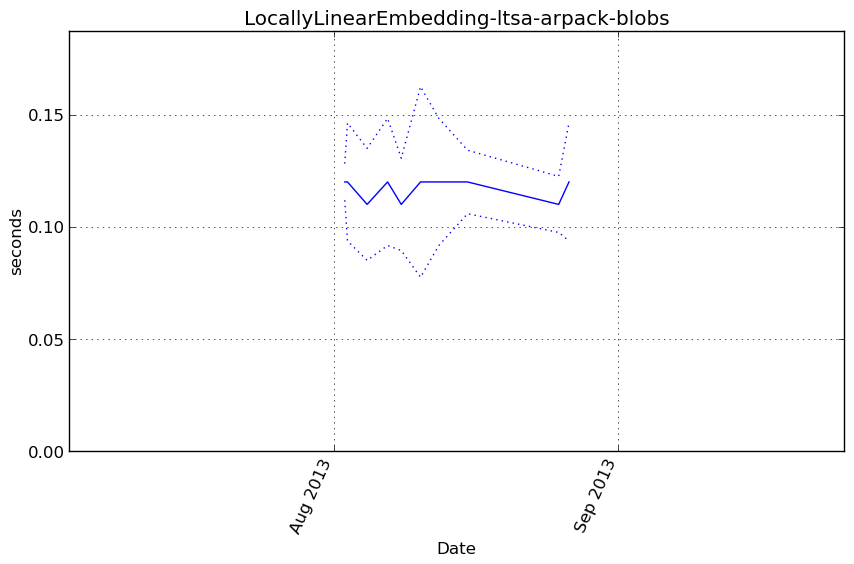 LocallyLinearEmbedding-ltsa-arpack-blobs
0.15
0.10
0.05
0.00
seconds
Aug 2013
Sep 2013
Date